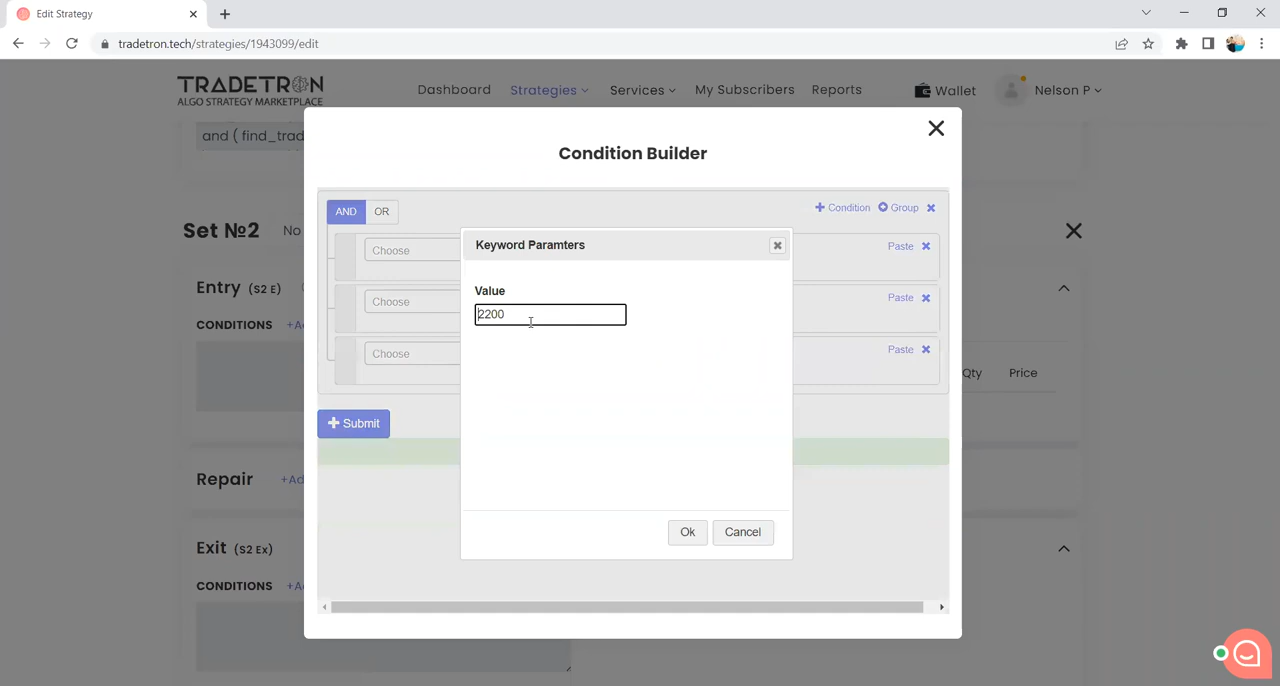 Edit Strategy
tradetron.tech/strategies/1943099/edit
TRADETRON
ALGO STRATEGY MARKETPLACE
Dashboard Strategies Services My Subscribers Reports Wallet Nelson P
and ( find_trad
Condition Builder
Set №2 No
AND OR Condition Group
Keyword Paramters
Choose Paste
Value
2200
Entry (S2 E)
Choose Paste
CONDITIONS +A
Choose Paste
Qty Price
Submit
Repair +Ad
Ok Cancel
Exit (S2 Ex)
CONDITIONS +A